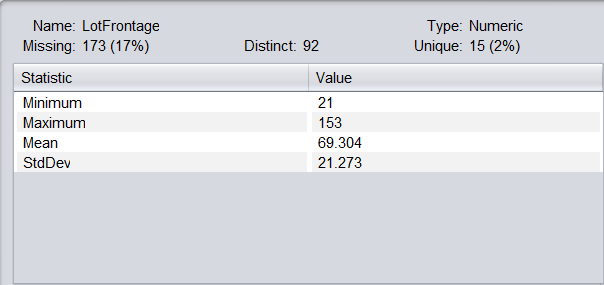 Name: LotFrontage Type: Numeric
Missing: 173 (17%) Distinct: 92 Unique: 15 (2%)
Statistic Value
Minimum 21
Maximum 153
Mean 69.304
StdDev 21.273